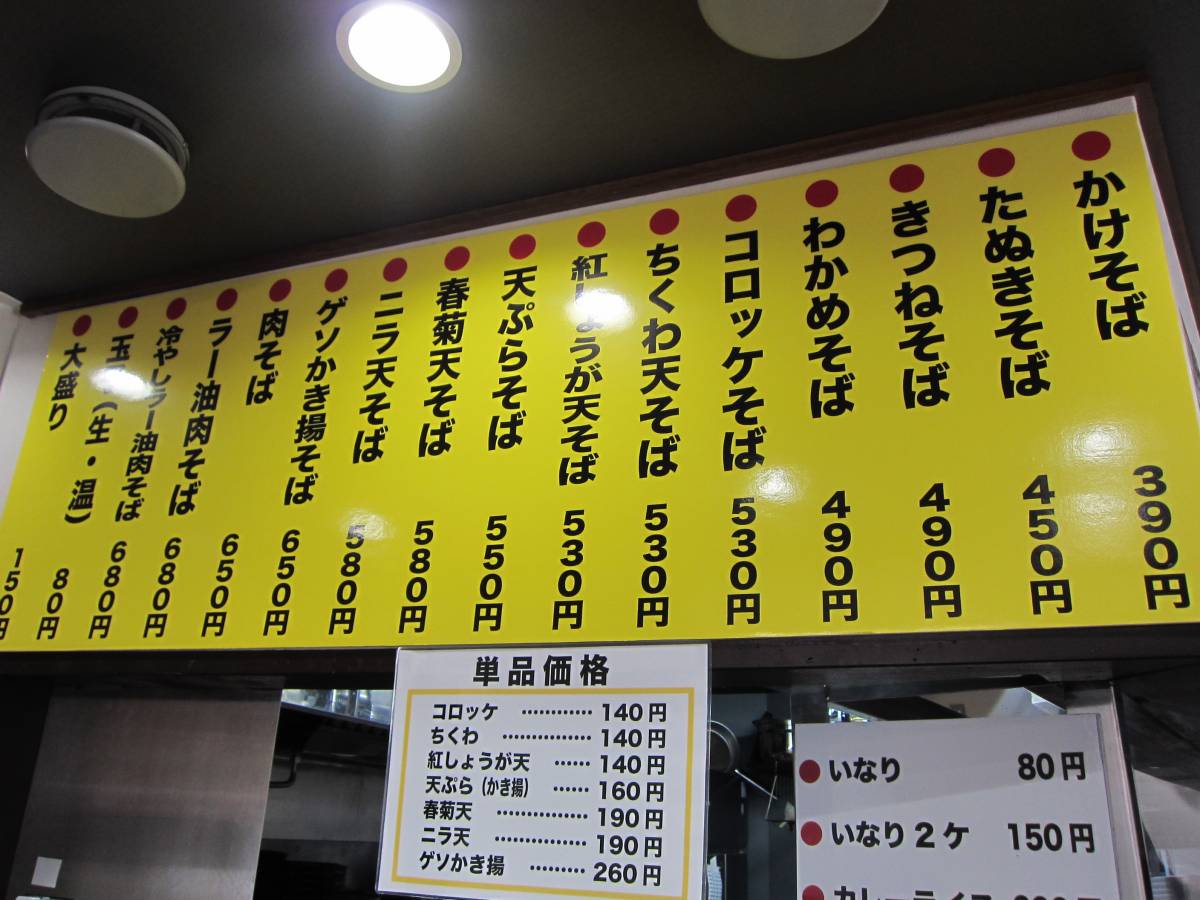 かけそば 390円
たぬきそば 450円
きつねそば 490円
わかめそば 490円
コロッケそば 530円
ちくわ天そば 530円
紅しょうが天そば 530円
天ぷらそば 550円
春菊天そば 580円
ニラ天そば 580円
ゲソかき揚そば 650円
肉そば 650円
ラー油肉そば 680円
冷やしラー油肉そば 680円
玉子(生・温) 80円
大盛り 150円
単品価格
コロッケ ············ 140円
ちくわ ··············· 140円
紅しょうが天 ······ 140円
天ぷら(かき揚) ······ 160円
春菊天 ··············· 190円
ニラ天 ··············· 190円
ゲソかき揚 ········· 260円
いなり 80円
いなり2ケ 150円
カレーライス